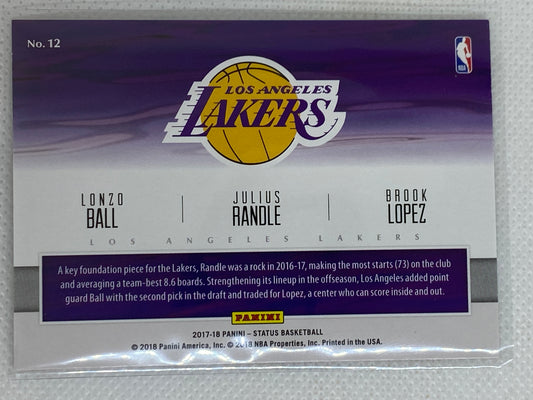 No. 12
NBA
LOS ANGELES
LAKERS
LONZO
BALL
JULIUS
RANDLE
BROOK
LOPEZ
LOS ANGELES LAKERS
A key foundation piece for the Lakers, Randle was a rock in 2016-17, making the most starts (73) on the club
and averaging a team-best 8.6 boards. Strengthening its lineup in the offseason, Los Angeles added point
guard Ball with the second pick in the draft and traded for Lopez, a center who can score inside and out.
PANINI
2017-18 PANINI – STATUS BASKETBALL
© 2018 Panini America, Inc. © 2018 NBA Properties, Inc. Printed in the USA.